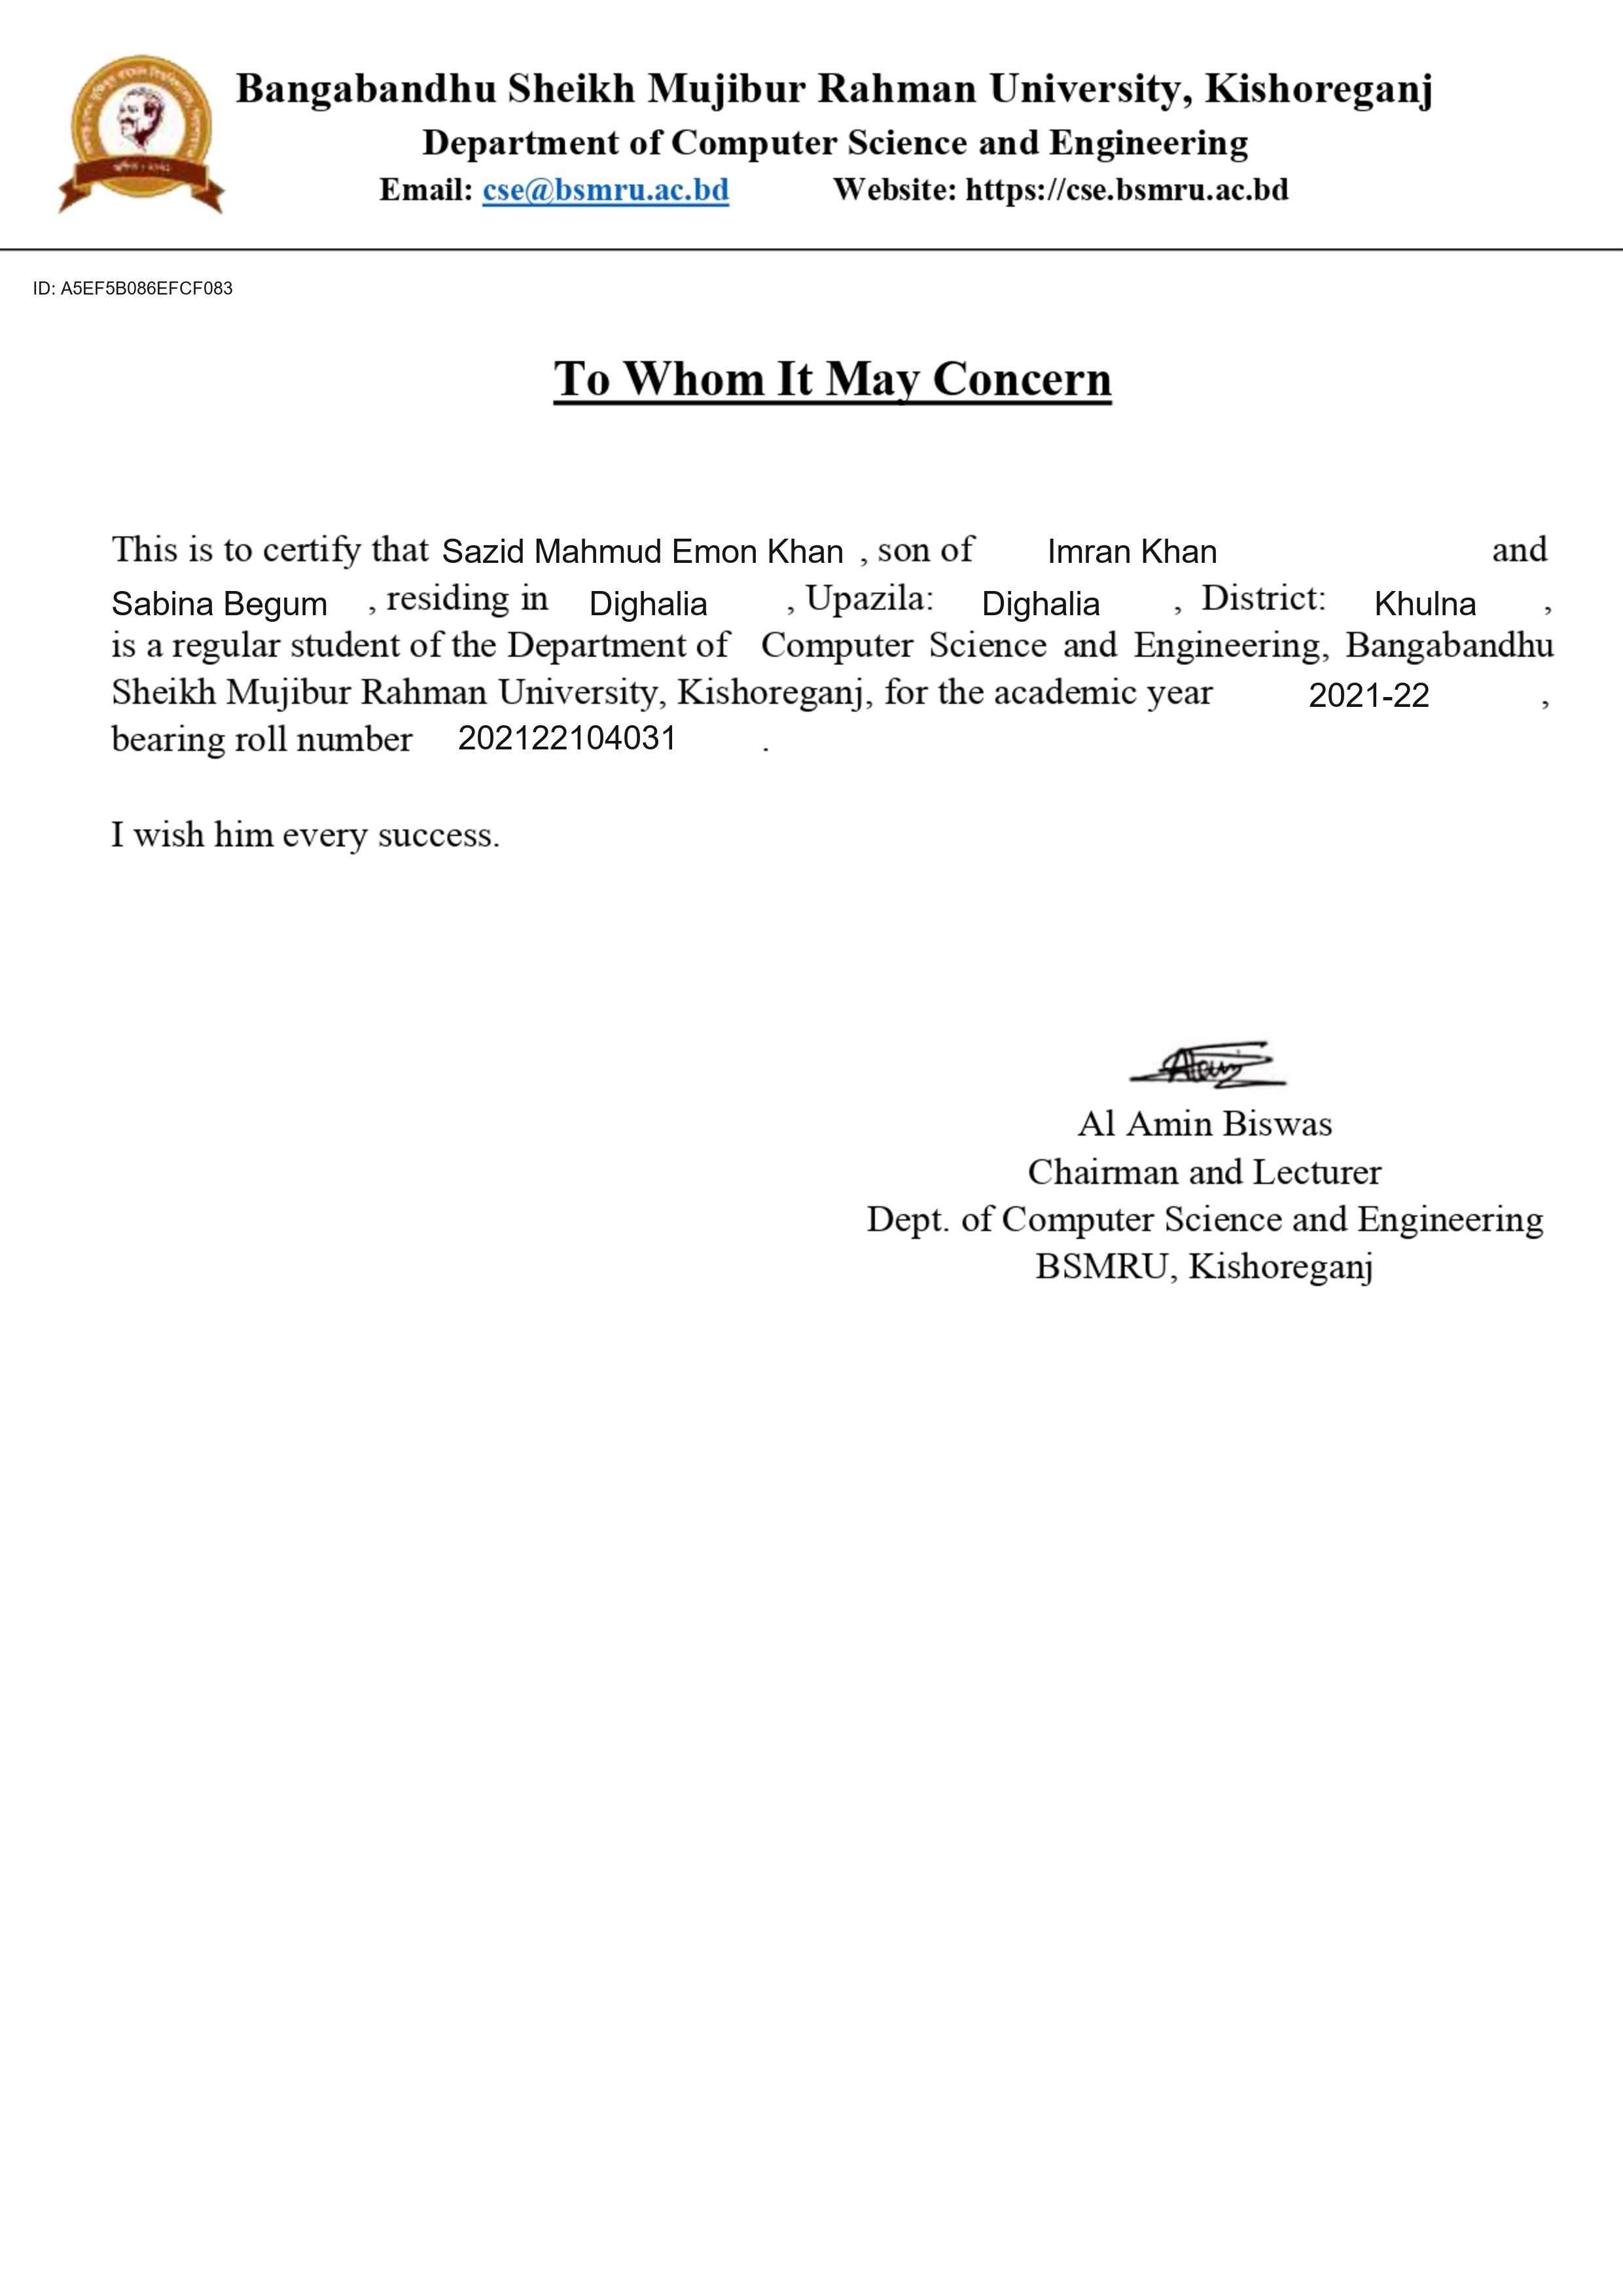 Bangabandhu Sheikh Mujibur Rahman University, Kishoreganj
Department of Computer Science and Engineering
Email: cse@bsmru.ac.bd Website: https://cse.bsmru.ac.bd
ID: A5EF5B086EFCF083
To Whom It May Concern
This is to certify that Sazid Mahmud Emon Khan , son of Imran Khan and
Sabina Begum , residing in Dighalia , Upazila: Dighalia , District: Khulna ,
is a regular student of the Department of Computer Science and Engineering, Bangabandhu
Sheikh Mujibur Rahman University, Kishoreganj, for the academic year 2021-22 ,
bearing roll number 202122104031 .
I wish him every success.
Al Amin Biswas
Chairman and Lecturer
Dept. of Computer Science and Engineering
BSMRU, Kishoreganj